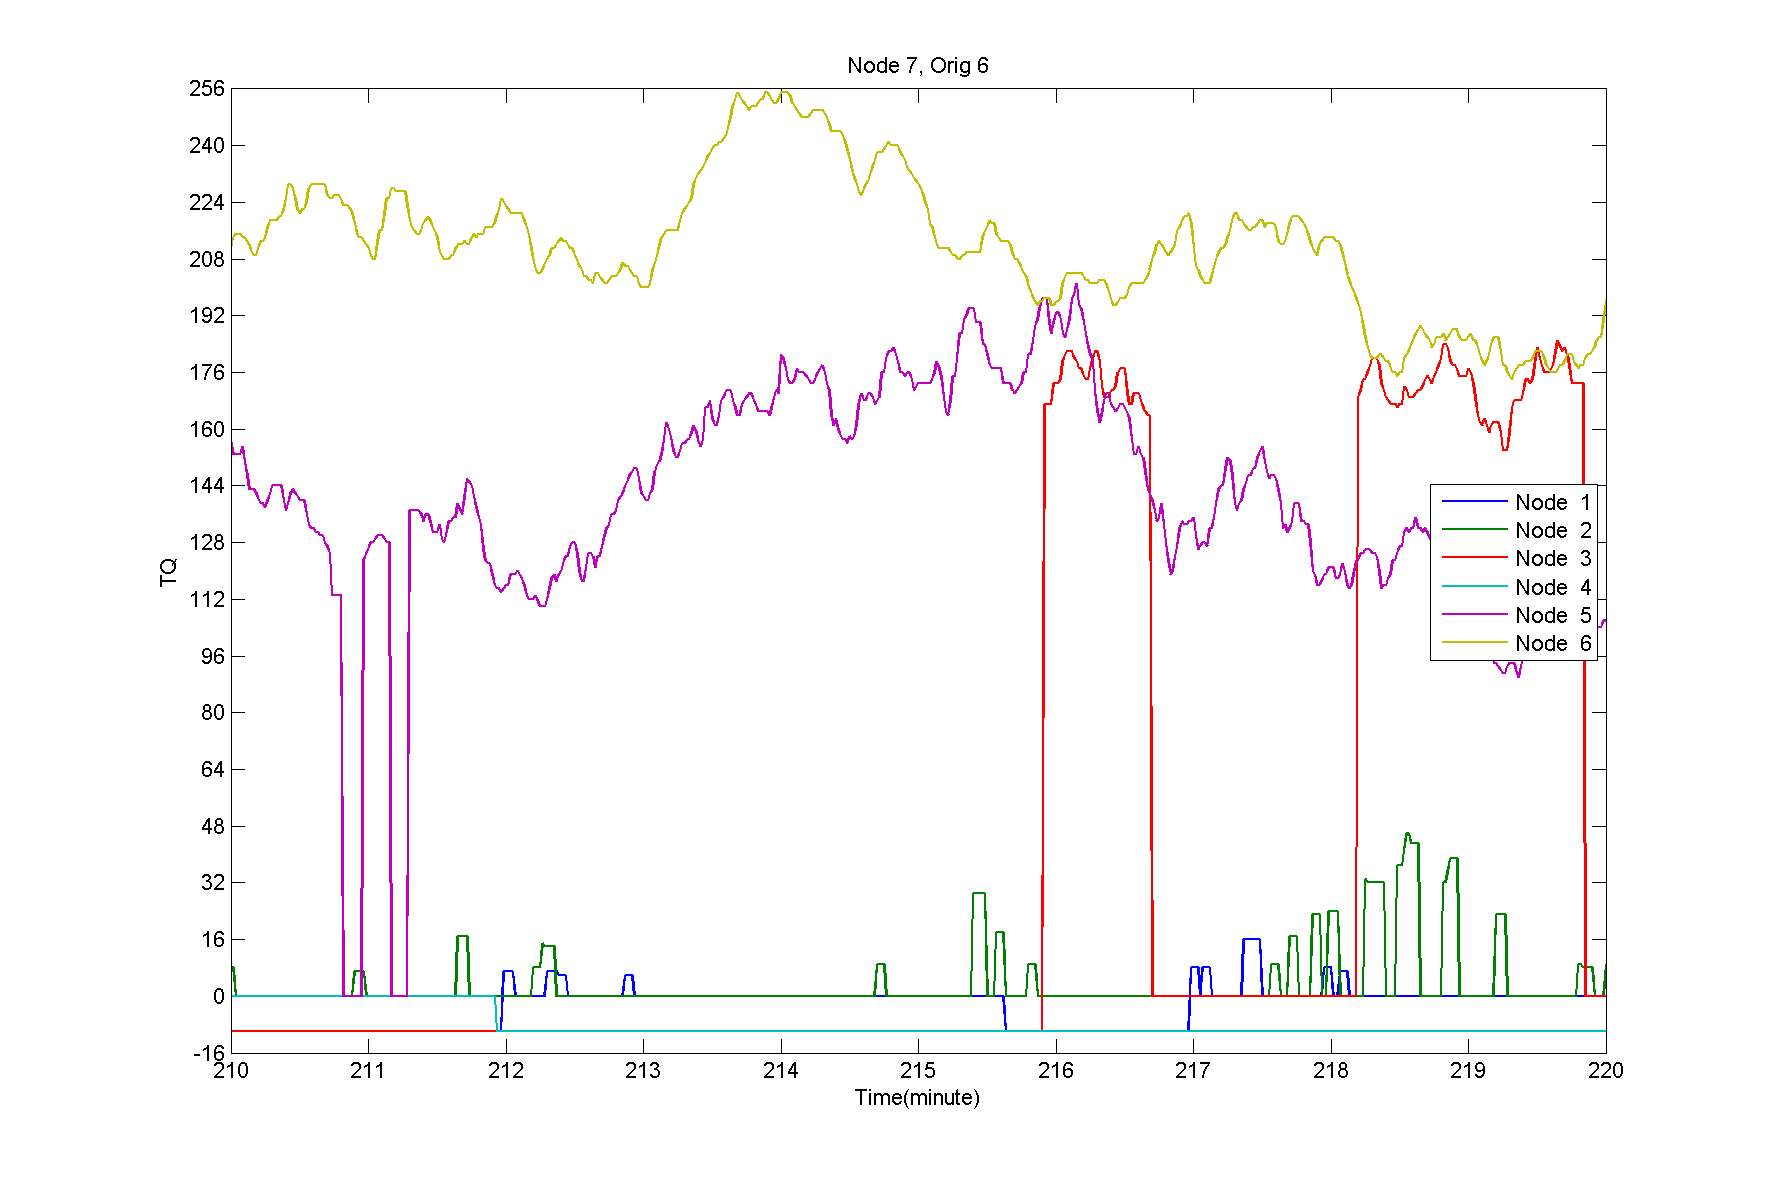 Node 7, Orig 6
256
240
224
208
192
176
160
144
128
112
96
80
64
48
32
16
0
-16
TQ
210 211 212 213 214 215 216 217 218 219 220
Time(minute)
Node 1
Node 2
Node 3
Node 4
Node 5
Node 6